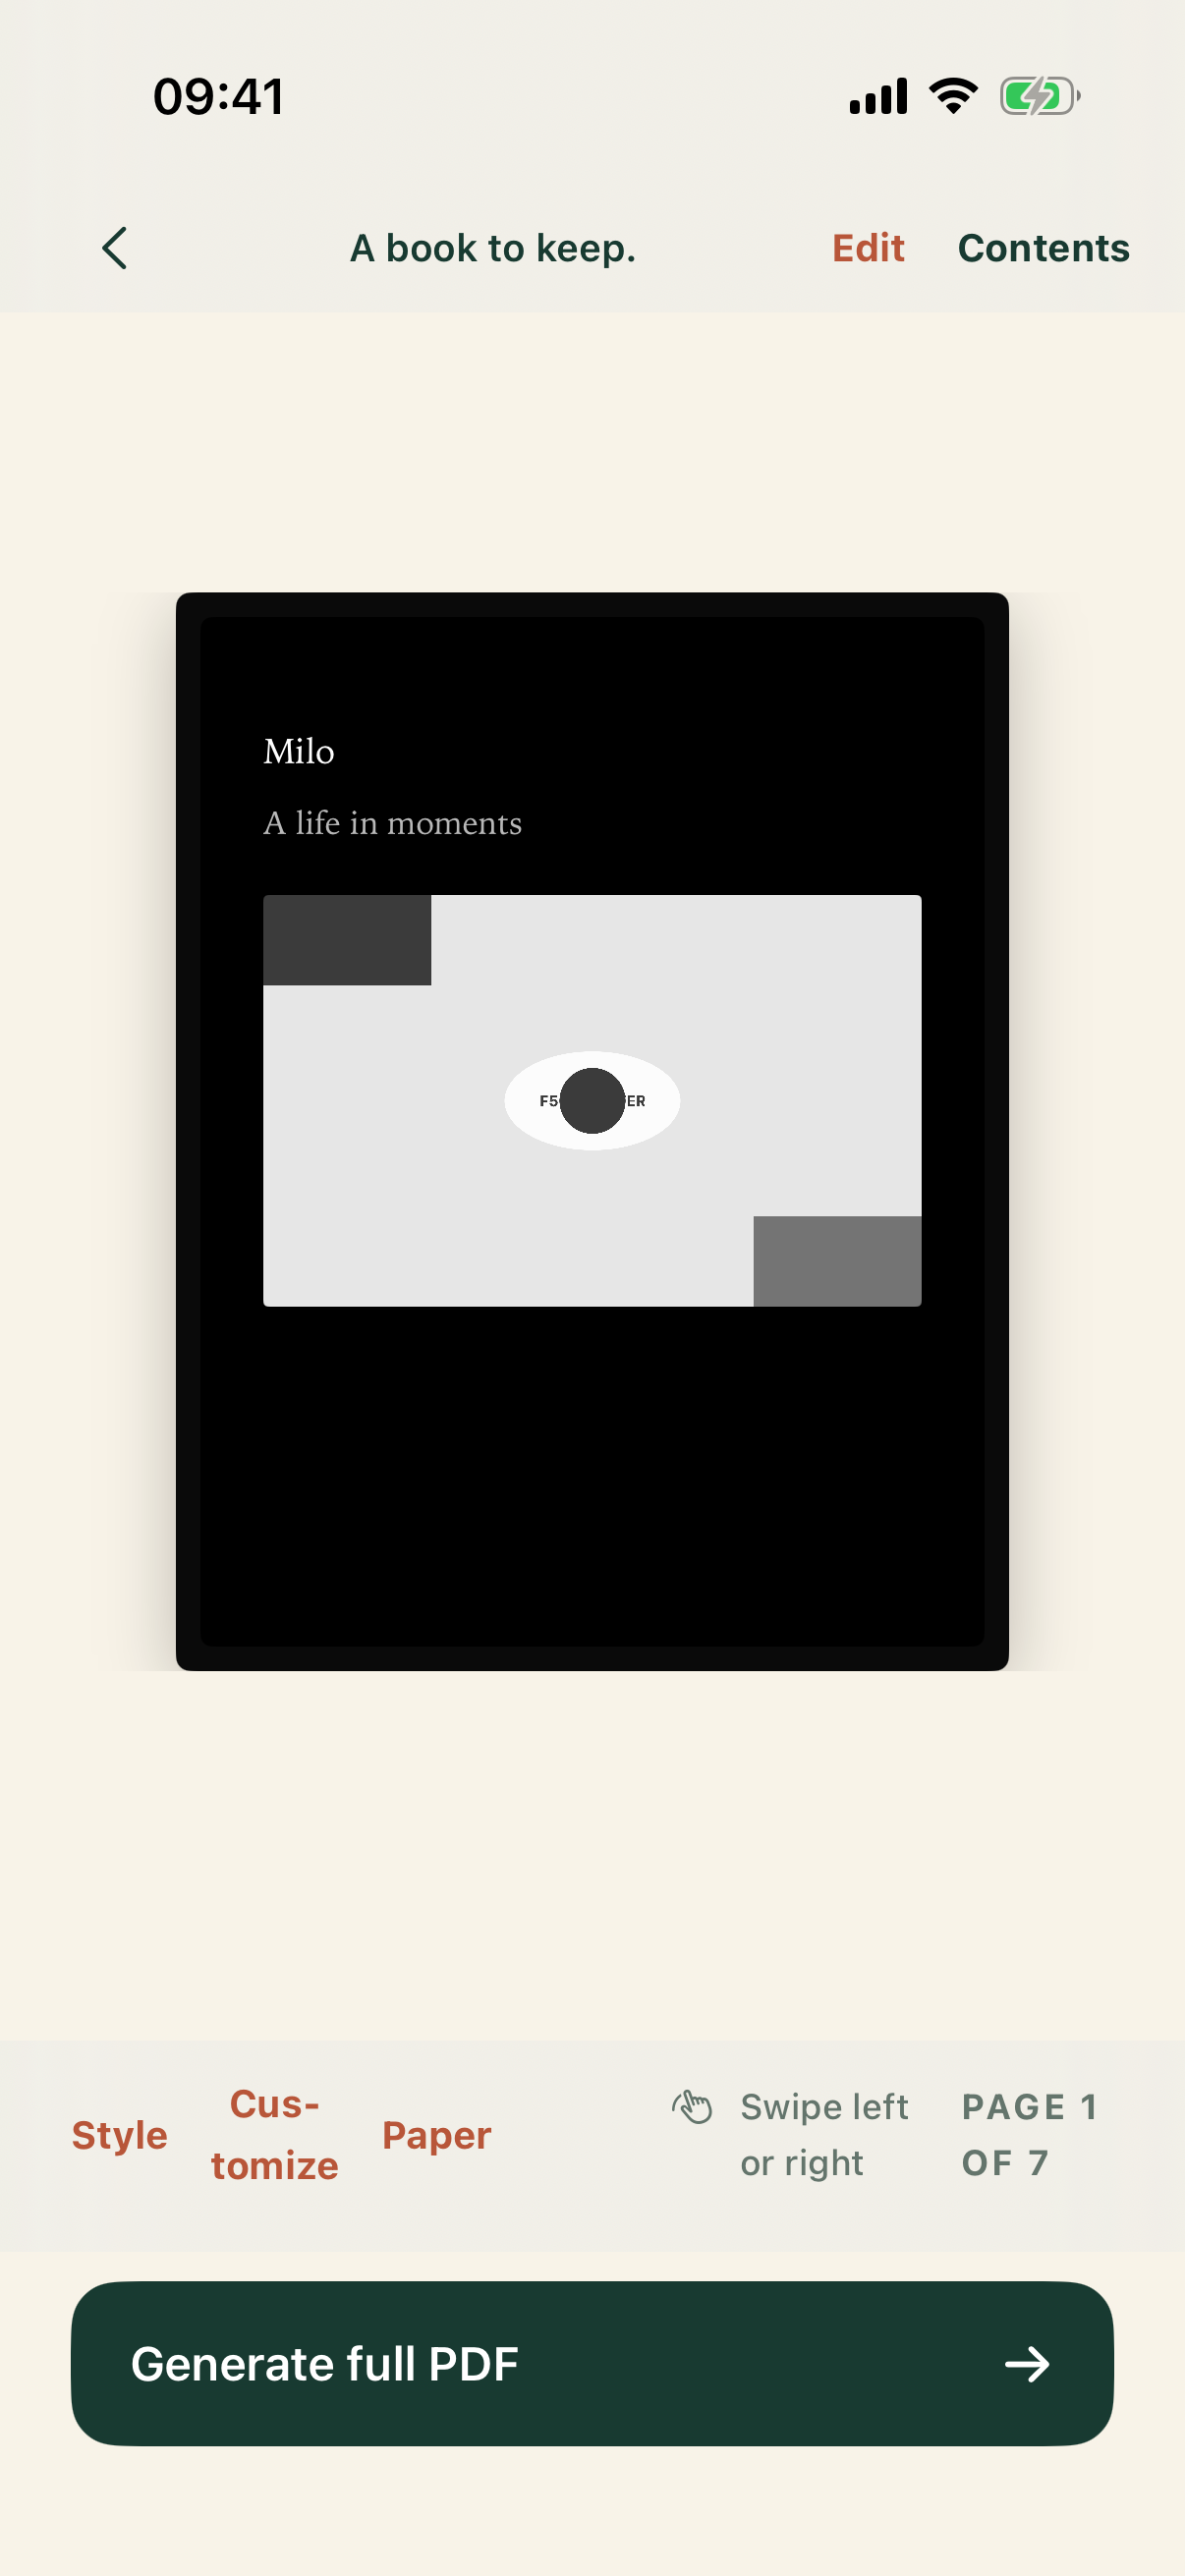 09:41
A book to keep.
Edit
Contents
Milo
A life in moments
Style
Cus-
tomize
Paper
Swipe left
or right
PAGE 1
OF 7
Generate full PDF